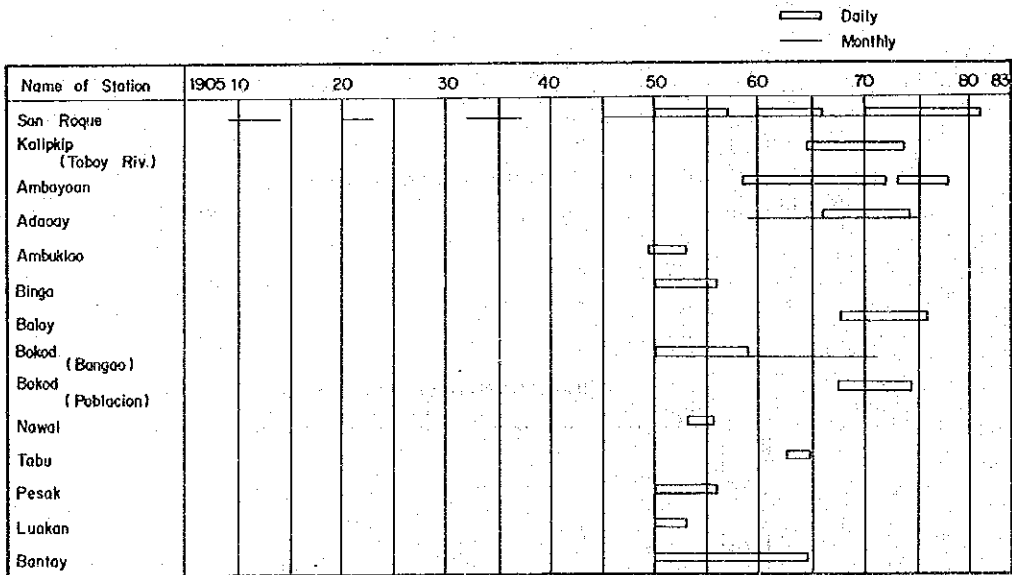 Daily
Monthly
Name of Station 1905 10 20 30 40 50 60 70 80 83
San Roque
Kalipkip
(Toboy Riv.)
Ambayoan
Adaoay
Ambuklao
Binga
Baloy
Bokod
(Bangao)
Bokod
(Poblacion)
Nawal
Tabu
Pesak
Luakan
Bantay